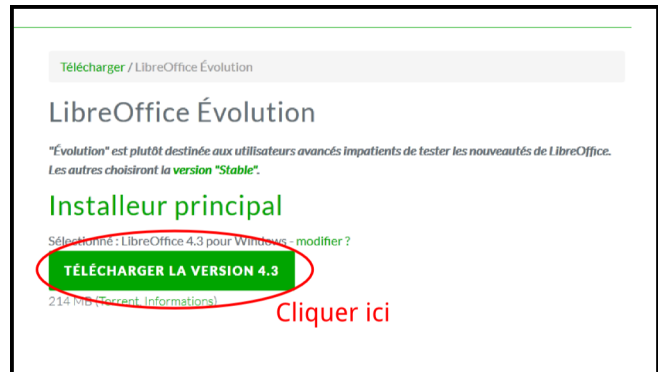 Télécharger / LibreOffice Évolution
LibreOffice Évolution
"Évolution" est plutôt destinée aux utilisateurs avancés impatients de tester les nouveautés de LibreOffice.
Les autres choisiront la version "Stable".
Installeur principal
Sélectionné : LibreOffice 4.3 pour Windows - modifier ?
TÉLÉCHARGER LA VERSION 4.3
214 MB (Torrent, Informations)
Cliquer ici